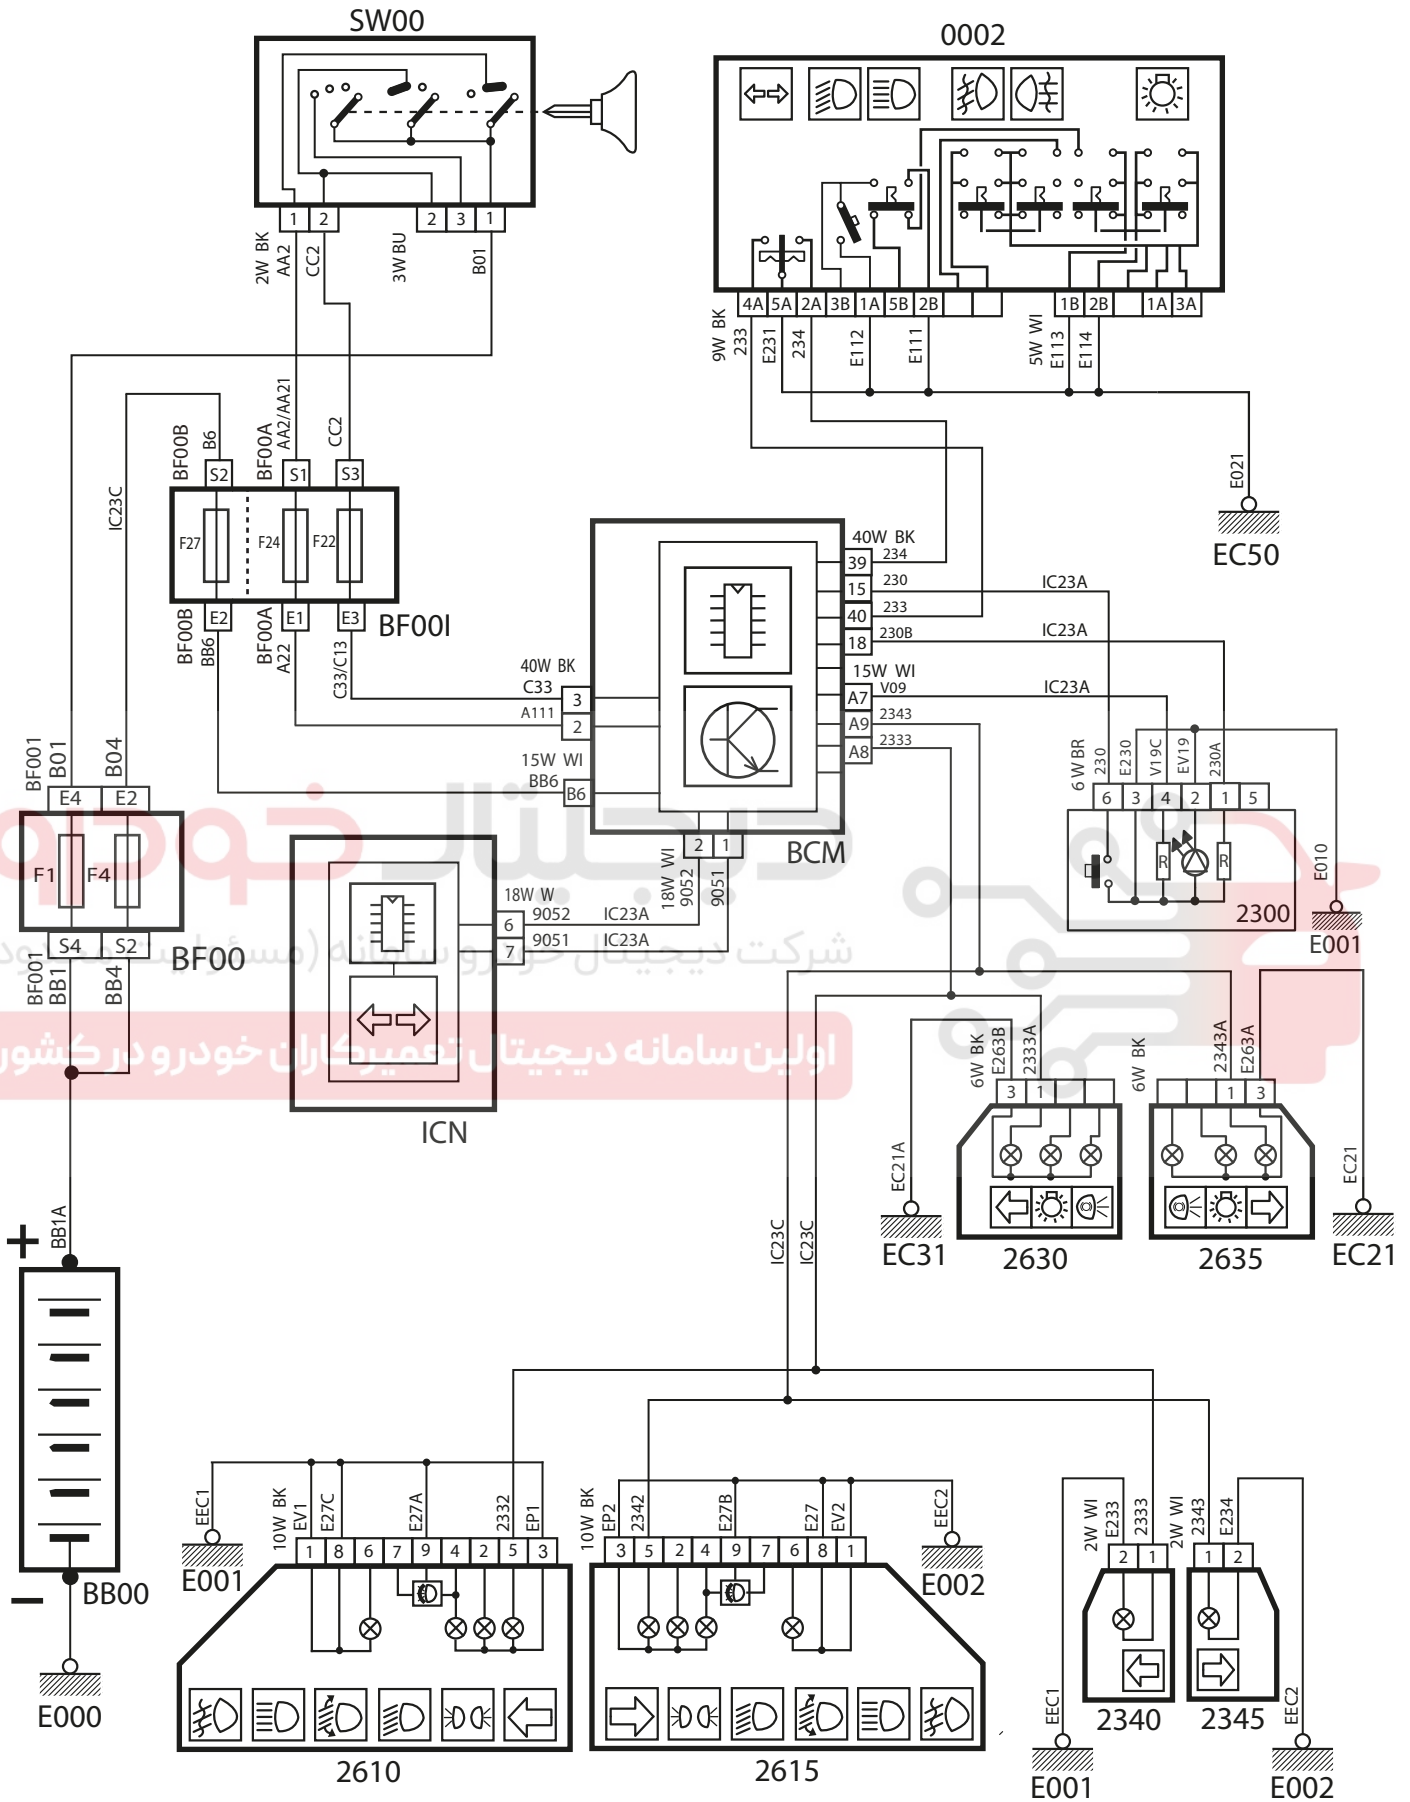 SW00
0002
1 2 2 3 1
2W BK
AA2
CC2
3W BU
B01
4A 5A 2A 3B 1A 5B 2B
1B 2B 1A 3A
9W BK
233
E231
234
E112
E111
5W WI
E113
E114
BF00B
B6
BF00A
AA2/AA21
CC2
IC23C
S2 S1 S3
F27 F24 F22
E2 E1 E3
BF00I
BF00B
BB6
BF00A
A22
C33/C13
E021
EC50
40W BK
C33
3
A111
2
15W WI
BB6
B6
40W BK
39 234
15 230 IC23A
40 233
18 230B IC23A
15W WI
A7 V09 IC23A
A9 2343
A8 2333
2 1
BCM
18W WI
9052
9051
BF001
B01
B04
E4 E2
F1 F4
S4 S2
BF00
BF001
BB1
BB4
18W W
6 9052 IC23A
7 9051 IC23A
ICN
6 W BR
230
E230
V19C
EV19
230A
6 3 4 2 1 5
R R
2300
E010
E001
دیجیتال خودرو
شرکت دیجیتال خودرو سامانه (مسئولیت محدود
اولین سامانه دیجیتال تعمیرکاران خودرو در کشور
6W BK
E263B
2333A
3 1
6W BK
2343A
E263A
1 3
EC21A
EC31
2630
2635
EC21
EC21
IC23C
IC23C
+
BB1A
−
BB00
E000
EEC1
E001
10W BK
EV1
E27C
E27A
2332
EP1
1 8 6 7 9 4 2 5 3
2610
10W BK
EP2
2342
E27B
E27
EV2
3 5 2 4 9 7 6 8 1
2615
EEC2
E002
2W WI
E233
2333
2 1
2340
EEC1
E001
2W WI
2343
E234
1 2
2345
EEC2
E002